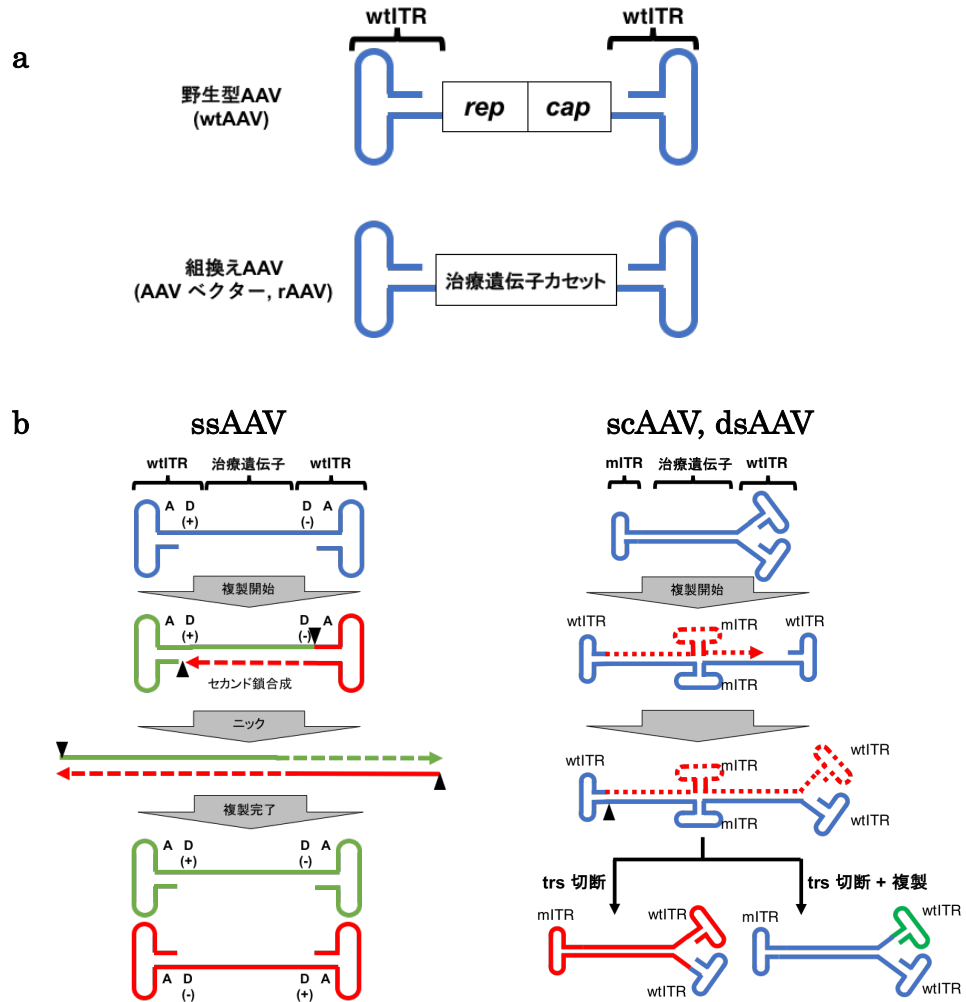 a
wtITR
wtITR
野生型AAV
(wtAAV)
rep
cap
組換えAAV
(AAV ベクター, rAAV)
治療遺伝子カセット
b
ssAAV
wtITR
治療遺伝子
wtITR
A
D
(+)
D
(-)
A
複製開始
A
D
(+)
D
(-)
A
セカンド鎖合成
ニック
複製完了
A
D
(+)
D
(-)
A
A
D
(-)
D
(+)
A
scAAV, dsAAV
mITR
治療遺伝子
wtITR
複製開始
wtITR
mITR
wtITR
mITR
wtITR
mITR
wtITR
mITR
wtITR
trs 切断
trs 切断 + 複製
mITR
wtITR
wtITR
mITR
wtITR
wtITR